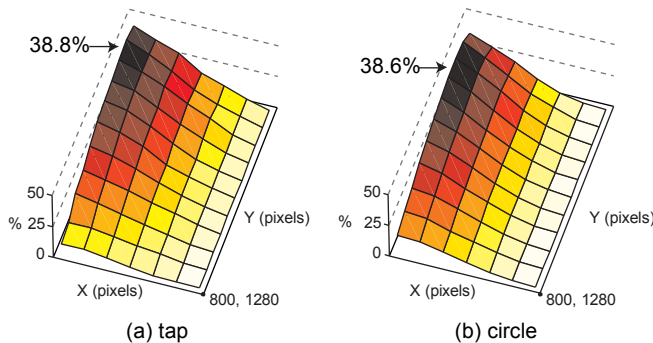 38.8%
50
25
%
0
X (pixels)
Y (pixels)
800, 1280
(a) tap
38.6%
50
25
%
0
X (pixels)
Y (pixels)
800, 1280
(b) circle